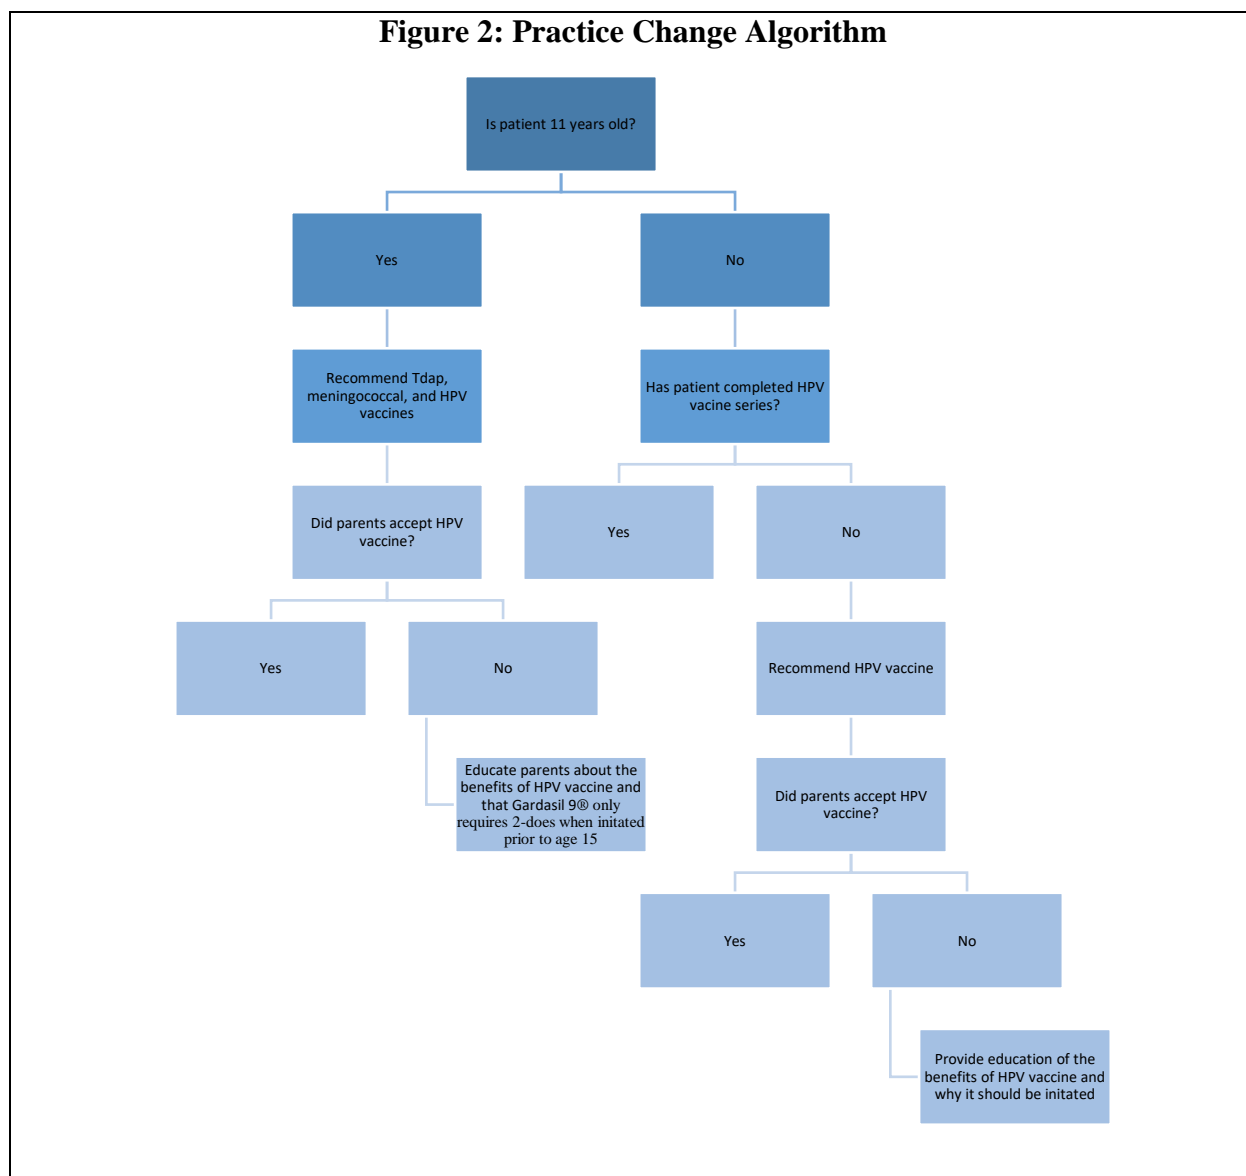 Figure 2: Practice Change Algorithm
Is patient 11 years old?
Yes
No
Recommend Tdap,
meningococcal, and HPV
vaccines
Has patient completed HPV
vacine series?
Did parents accept HPV
vaccine?
Yes
No
Yes
No
Recommend HPV vaccine
Educate parents about the
benefits of HPV vaccine and
that Gardasil 9® only
requires 2-does when initated
prior to age 15
Did parents accept HPV
vaccine?
Yes
No
Provide education of the
benefits of HPV vaccine and
why it should be initated